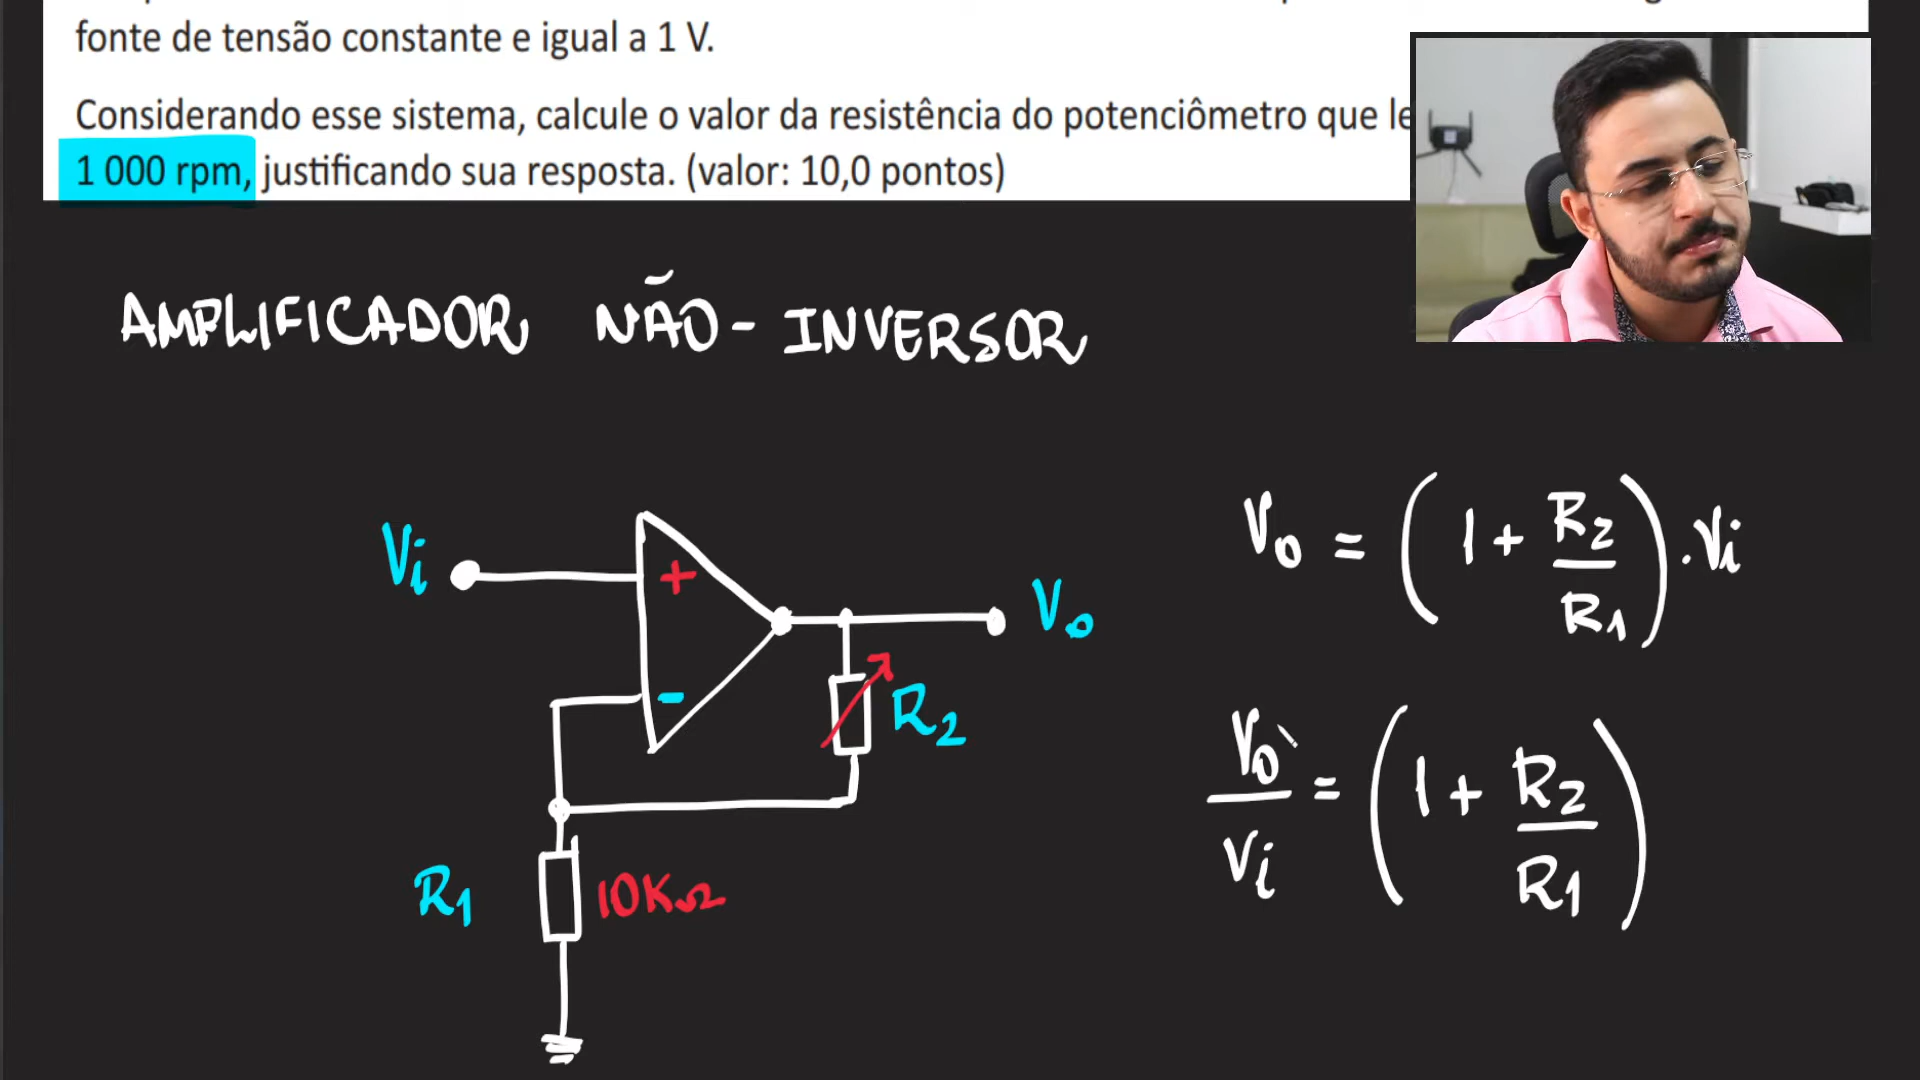 fonte de tensão constante e igual a 1 V.
Considerando esse sistema, calcule o valor da resistência do potenciômetro que
1 000 rpm, justificando sua resposta. (valor: 10,0 pontos)
AMPLIFICADOR NÃO-INVERSOR
Vi
+
-
Vo
R2
R1
10KΩ
Vo = (1 + R2/R1) . Vi
Vo/Vi = (1 + R2/R1)